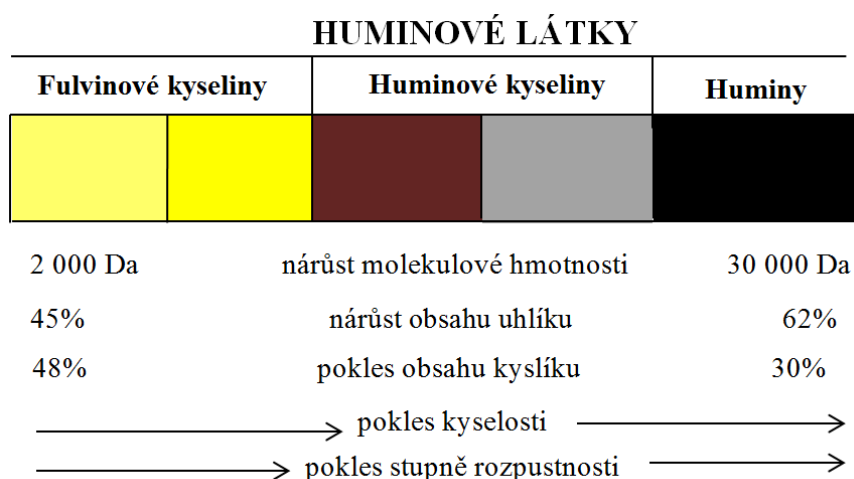 HUMINOVÉ LÁTKY
Fulvinové kyseliny Huminové kyseliny Huminy
2 000 Da nárůst molekulové hmotnosti 30 000 Da
45% nárůst obsahu uhlíku 62%
48% pokles obsahu kyslíku 30%
pokles kyselosti
pokles stupně rozpustnosti